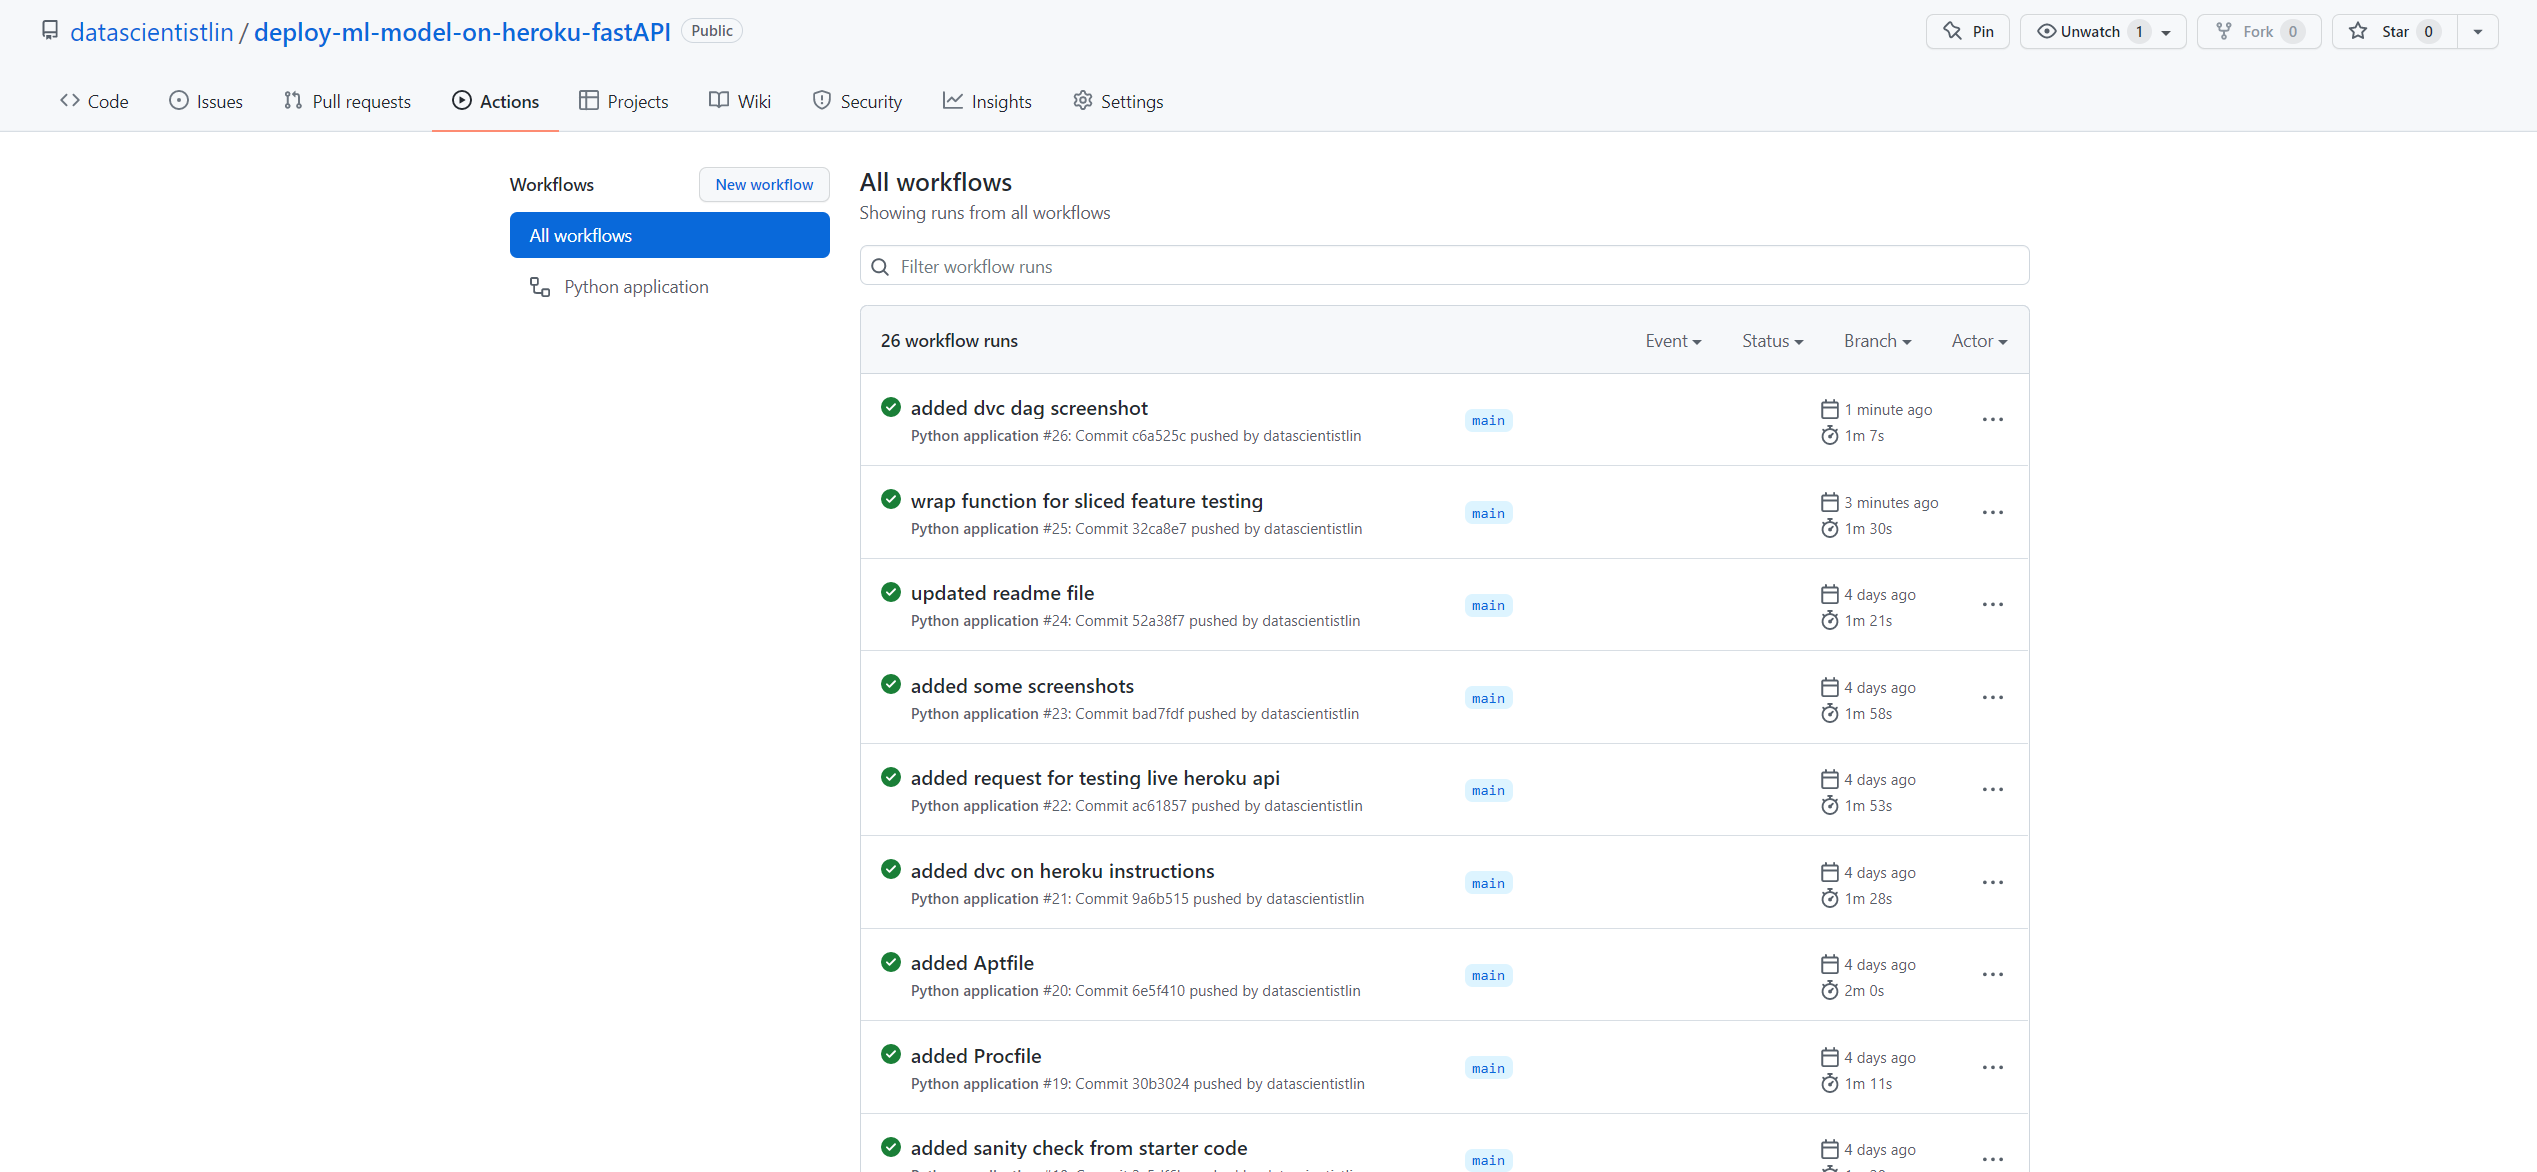 datascientistlin / deploy-ml-model-on-heroku-fastAPI Public
Pin Unwatch 1 Fork 0 Star 0
Code Issues Pull requests Actions Projects Wiki Security Insights Settings
Workflows New workflow
All workflows
Python application
All workflows
Showing runs from all workflows
Filter workflow runs
26 workflow runs Event Status Branch Actor
added dvc dag screenshot
Python application #26: Commit c6a525c pushed by datascientistlin
main
1 minute ago
1m 7s
wrap function for sliced feature testing
Python application #25: Commit 32ca8e7 pushed by datascientistlin
main
3 minutes ago
1m 30s
updated readme file
Python application #24: Commit 52a38f7 pushed by datascientistlin
main
4 days ago
1m 21s
added some screenshots
Python application #23: Commit bad7fdf pushed by datascientistlin
main
4 days ago
1m 58s
added request for testing live heroku api
Python application #22: Commit ac61857 pushed by datascientistlin
main
4 days ago
1m 53s
added dvc on heroku instructions
Python application #21: Commit 9a6b515 pushed by datascientistlin
main
4 days ago
1m 28s
added Aptfile
Python application #20: Commit 6e5f410 pushed by datascientistlin
main
4 days ago
2m 0s
added Procfile
Python application #19: Commit 30b3024 pushed by datascientistlin
main
4 days ago
1m 11s
added sanity check from starter code
main
4 days ago